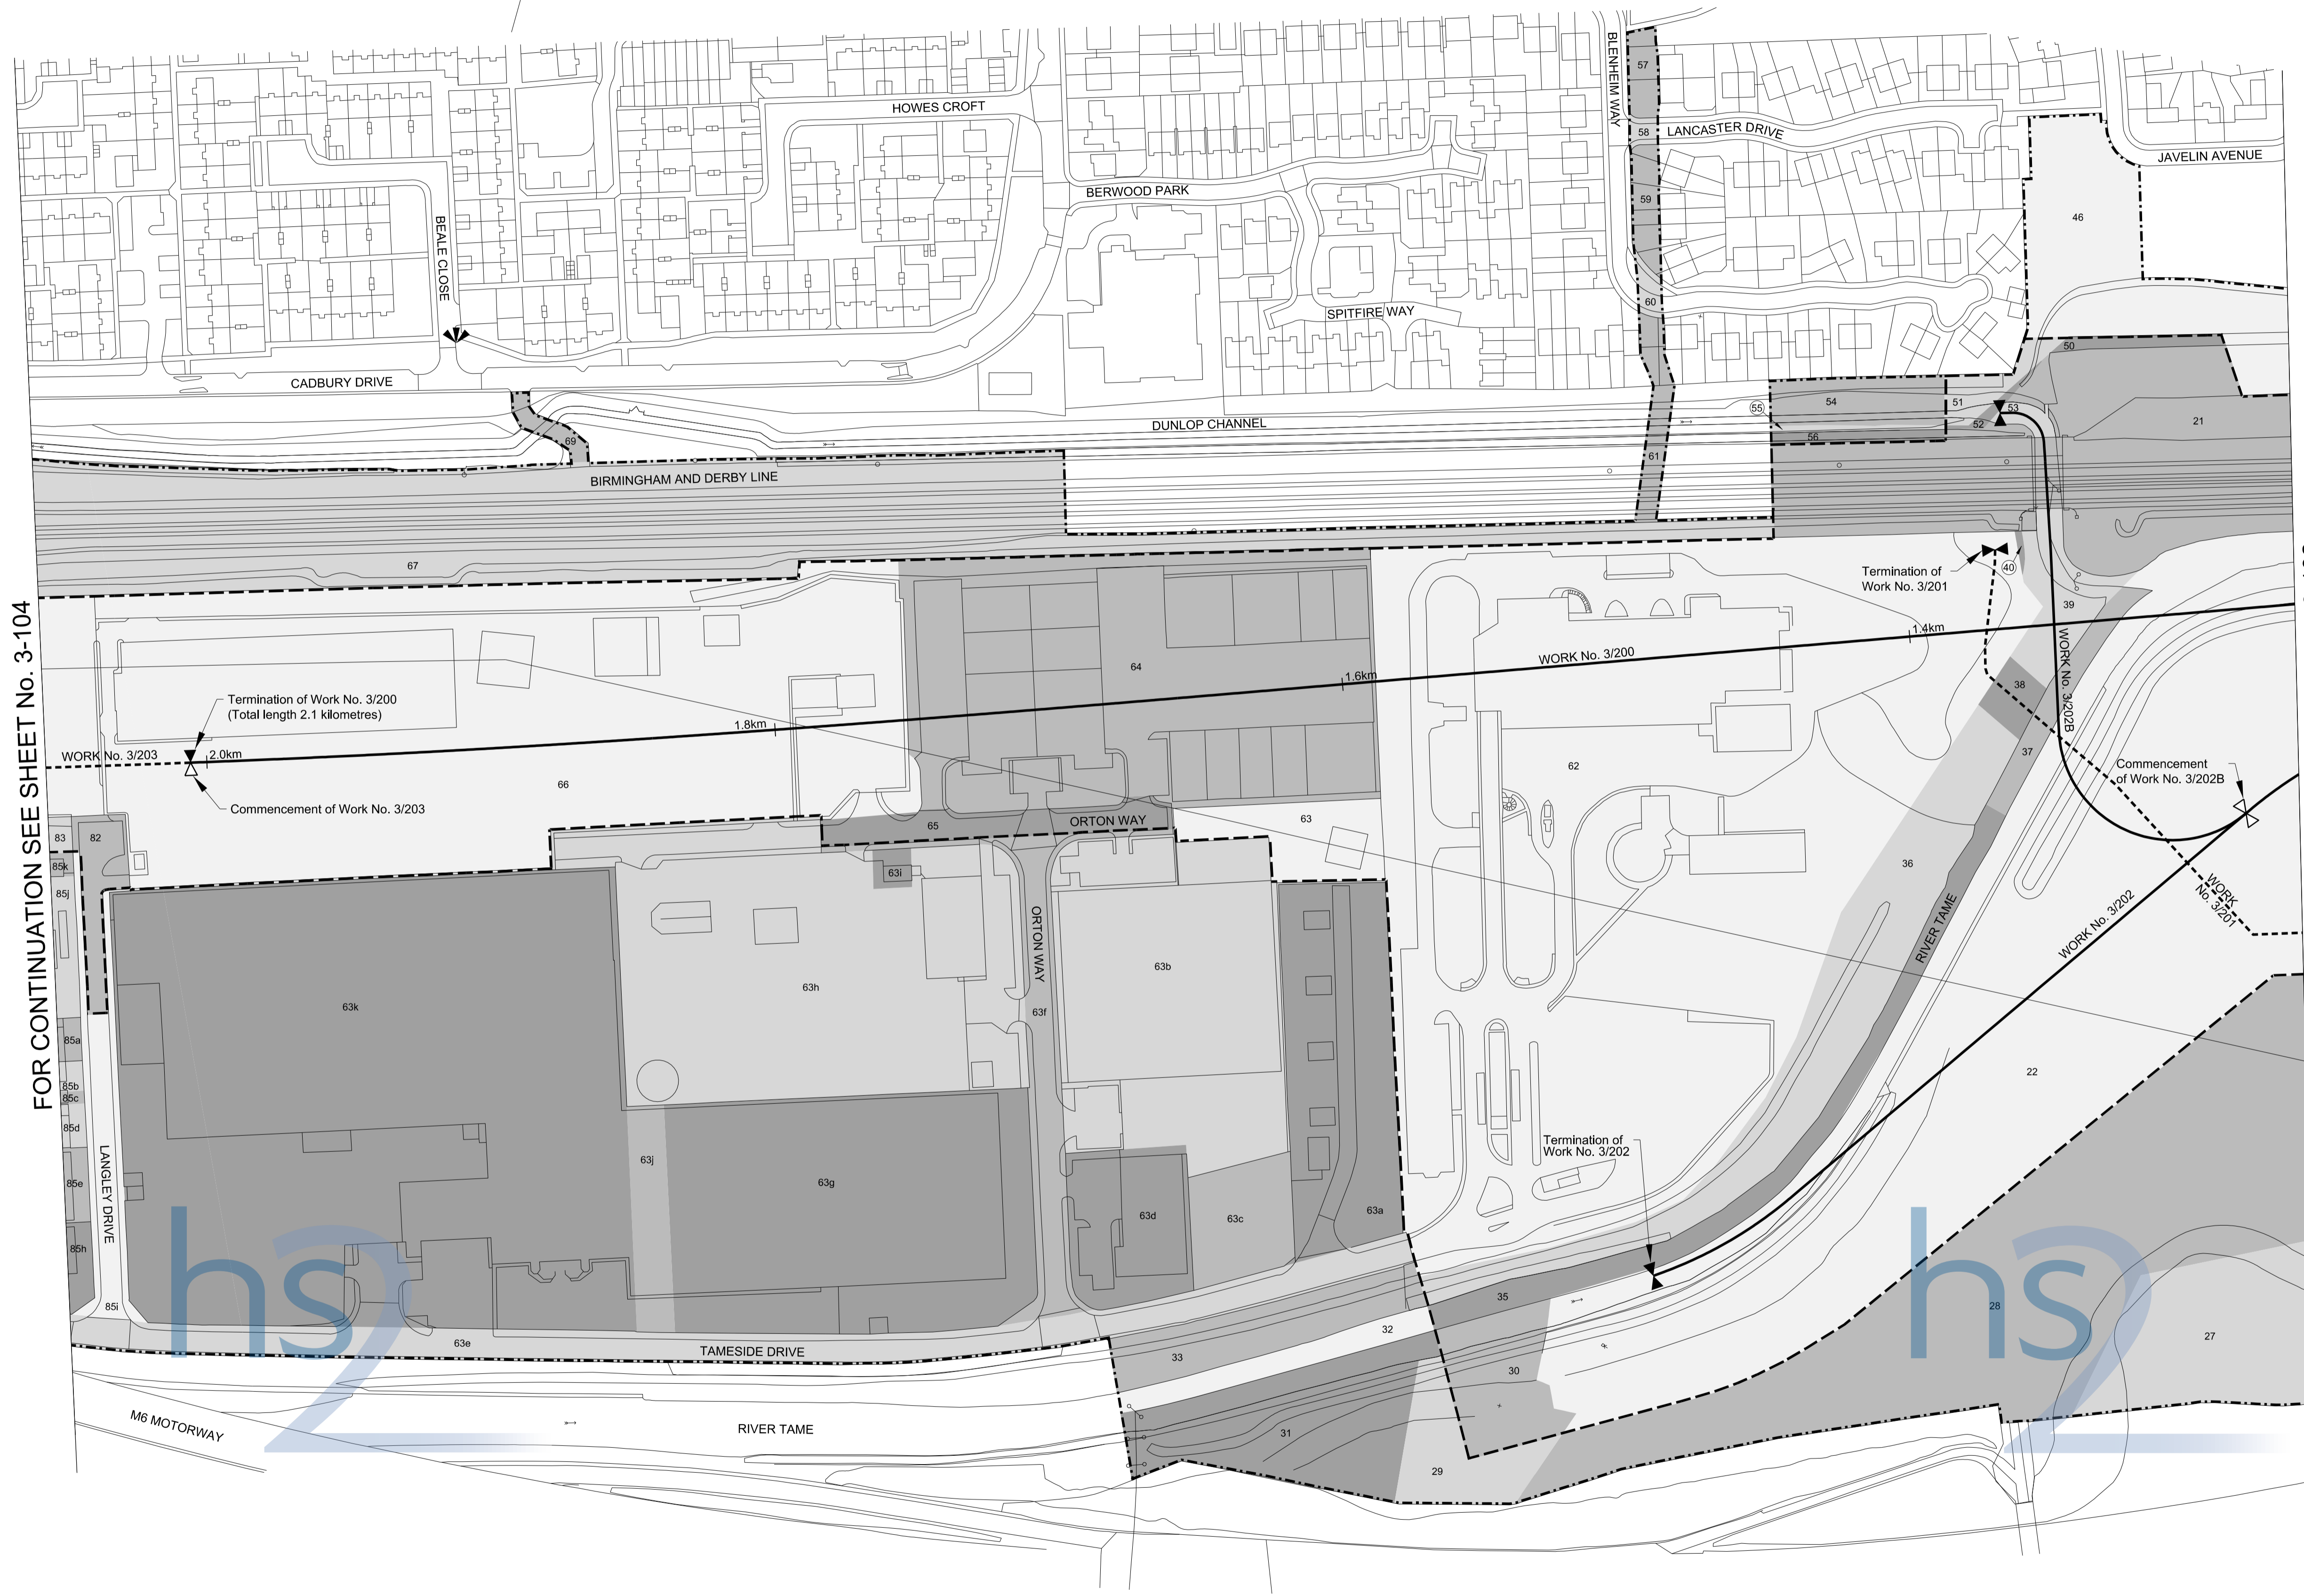 BLENHEIM WAY
57
HOWES CROFT
58
LANCASTER DRIVE
JAVELIN AVENUE
BERWOOD PARK
59
46
BEALE CLOSE
60
SPITFIRE WAY
50
CADBURY DRIVE
54
51
53
55
52
21
DUNLOP CHANNEL
56
69
61
BIRMINGHAM AND DERBY LINE
67
Termination of
Work No. 3/201
40
39
1.4km
WORK No. 3/200
64
1.6km
WORK No. 3/202B
38
FOR CONTINUATION SEE SHEET No. 3-104
Termination of Work No. 3/200
(Total length 2.1 kilometres)
1.8km
37
WORK No. 3/203
2.0km
62
Commencement
of Work No. 3/202B
66
Commencement of Work No. 3/203
63
65
ORTON WAY
83
82
36
85k
63i
85j
WORK
No. 3/201
WORK No. 3/202
RIVER TAME
ORTON WAY
63b
63h
63k
63f
85a
22
85b
85c
85d
Termination of
Work No. 3/202
63j
63g
85e
LANGLEY DRIVE
63a
63d
63c
85h
hs2
hs2
85i
35
28
32
27
63e
TAMESIDE DRIVE
33
30
M6 MOTORWAY
RIVER TAME
31
29